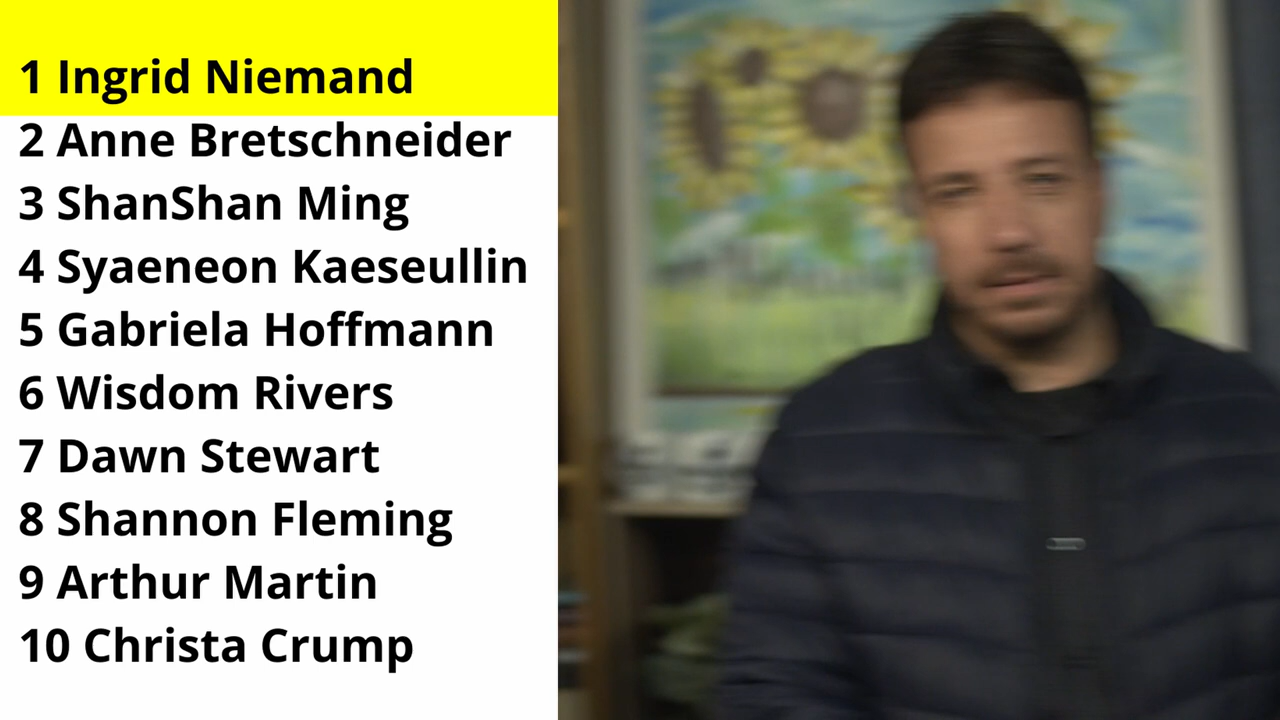 1 Ingrid Niemand
2 Anne Bretschneider
3 ShanShan Ming
4 Syaeneon Kaeseullin
5 Gabriela Hoffmann
6 Wisdom Rivers
7 Dawn Stewart
8 Shannon Fleming
9 Arthur Martin
10 Christa Crump